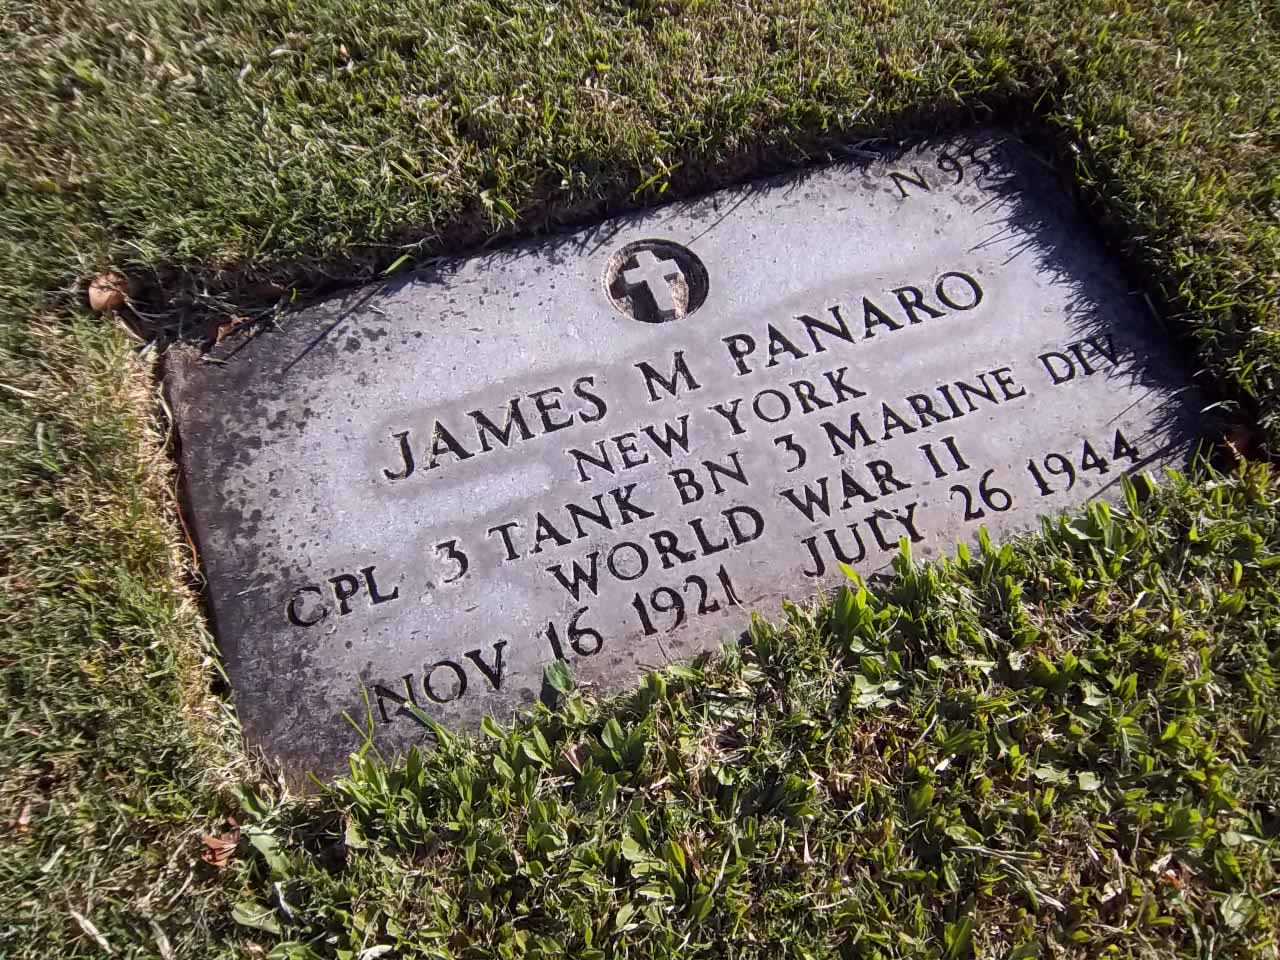 N
JAMES M PANARO
NEW YORK
CPL 3 TANK BN 3 MARINE DIV
WORLD WAR II
NOV 16 1921 JULY 26 1944